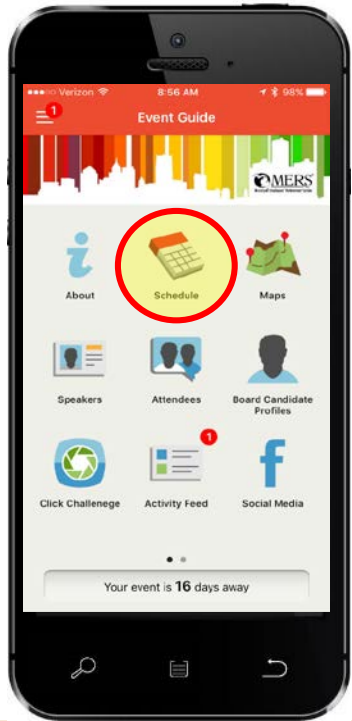 Verizon 8:56 AM 98%
1
Event Guide
MERS
About Schedule Maps
Speakers Attendees Board Candidate
Profiles
1
Click Challenege Activity Feed Social Media
Your event is 16 days away